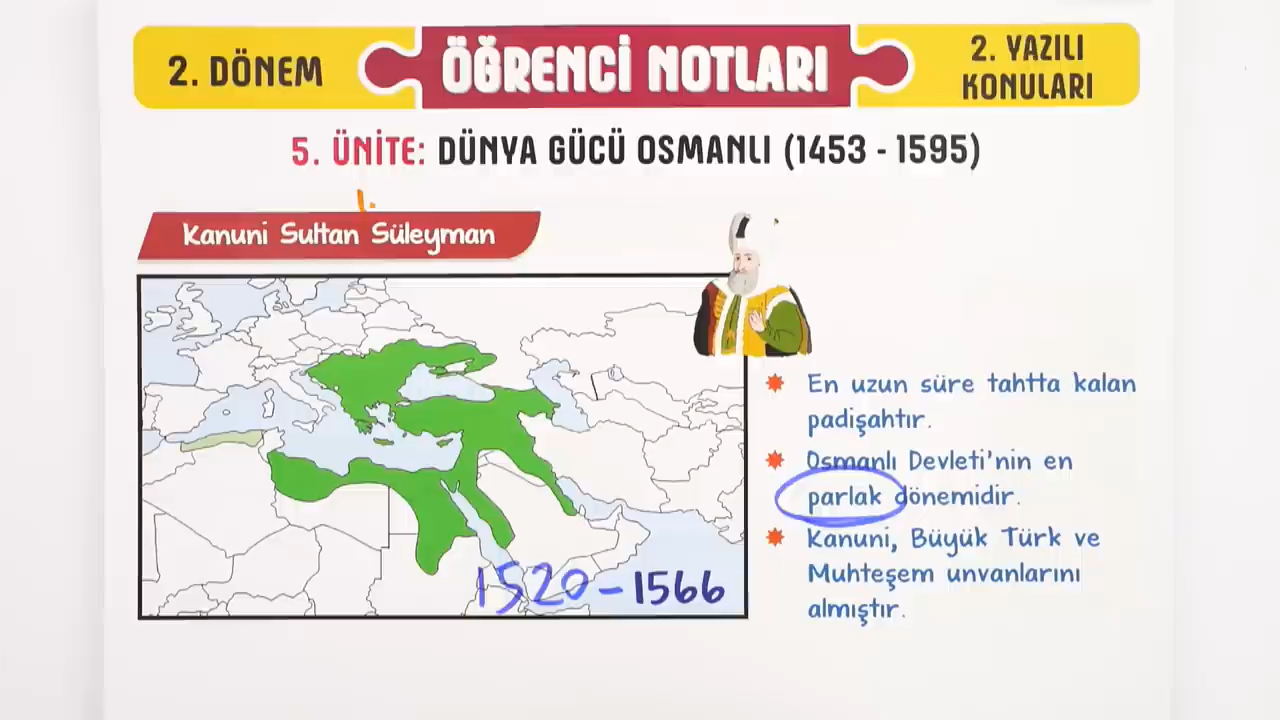 2. DÖNEM
ÖĞRENCİ NOTLARI
2. YAZILI
KONULARI
5. ÜNİTE: DÜNYA GÜCÜ OSMANLI (1453 - 1595)
I.
Kanuni Sultan Süleyman
En uzun süre tahtta kalan
padişahtır.
Osmanlı Devleti'nin en
parlak dönemidir.
Kanuni, Büyük Türk ve
Muhteşem unvanlarını
almıştır.
1520-1566